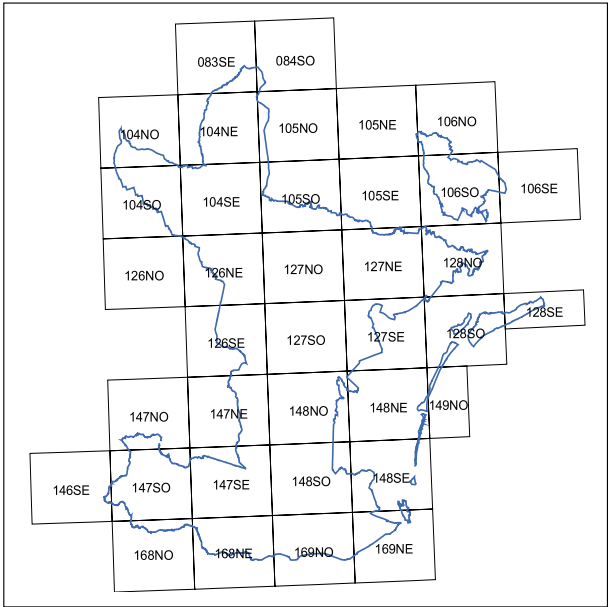 083SE 084SO
104NO 104NE 105NO 105NE 106NO
104SO 104SE 105SO 105SE 106SO 106SE
126NO 126NE 127NO 127NE 128NO
126SE 127SO 127SE 128SO 128SE
147NO 147NE 148NO 148NE 149NO
146SE 147SO 147SE 148SO 148SE
168NO 168NE 169NO 169NE